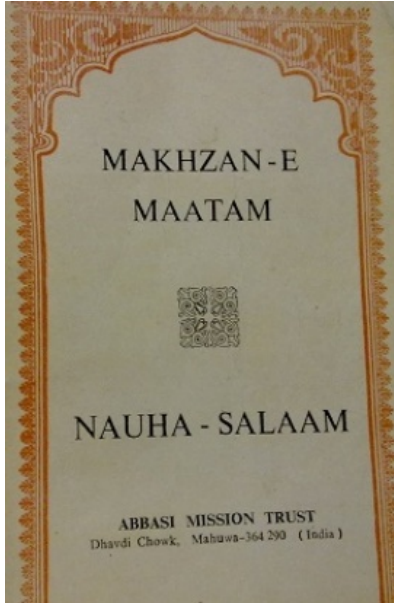 MAKHZAN-E
MAATAM
NAUHA - SALAAM
ABBASI MISSION TRUST
Dhavdi Chowk, Mahuwa-364 290 (India)